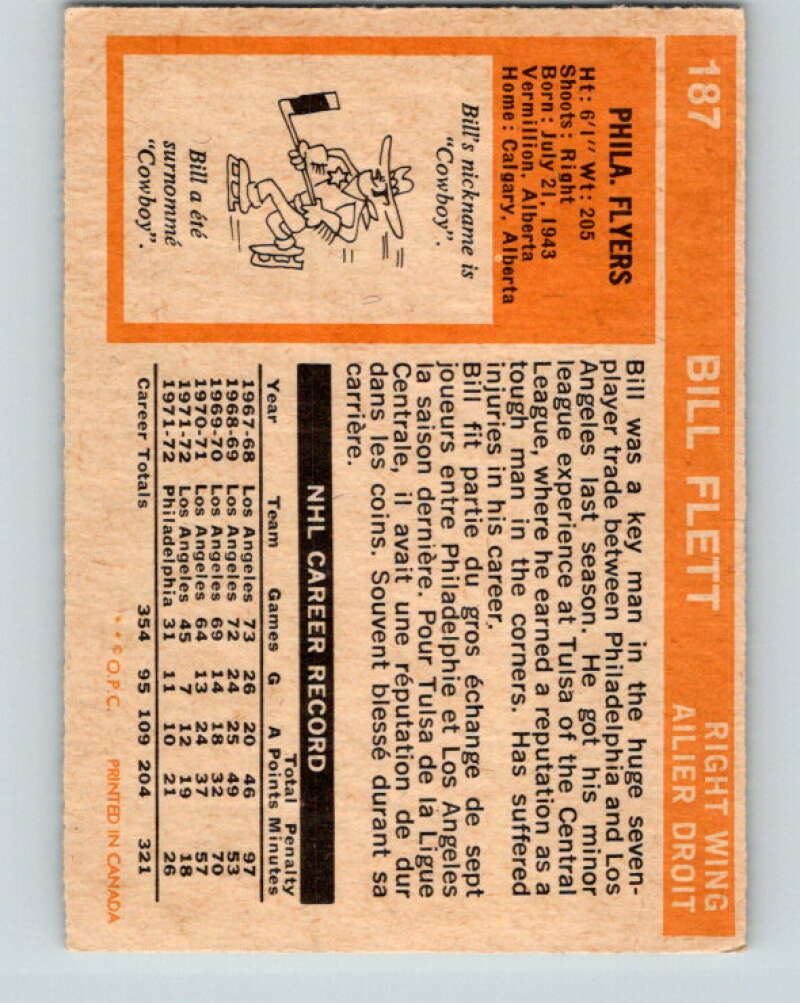 187 BILL FLETT RIGHT WING
AILIER DROIT
PHILA. FLYERS
Ht: 6'1" Wt: 205
Shoots: Right
Born: July 21, 1943
Vermillion, Alberta
Home: Calgary, Alberta
Bill's nickname is
"Cowboy".
Bill a été
surnommé
"Cowboy".
Bill was a key man in the huge seven-
player trade between Philadelphia and Los
Angeles last season. He got his minor
league experience at Tulsa of the Central
League, where he earned a reputation as a
tough man in the corners. Has suffered
injuries in his career.
Bill fit partie du gros échange de sept
joueurs entre Philadelphie et Los Angeles
la saison dernière. Pour Tulsa de la Ligue
Centrale, il avait une réputation de dur
dans les coins. Souvent blessé durant sa
carrière.
NHL CAREER RECORD
Total Penalty
Year Team Games G A Points Minutes
1967-68 Los Angeles 73 26 20 46 97
1968-69 Los Angeles 72 24 25 49 53
1969-70 Los Angeles 69 14 18 32 70
1970-71 Los Angeles 64 13 24 37 57
1971-72 Los Angeles 45 7 12 19 18
1971-72 Philadelphia 31 11 10 21 26
Career Totals 354 95 109 204 321
**© O.P.C. PRINTED IN CANADA